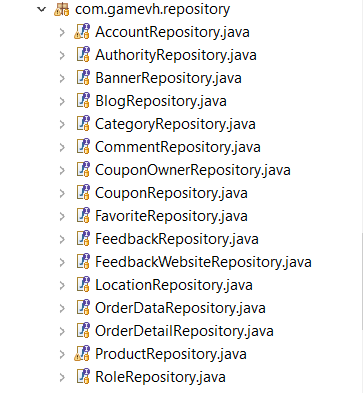 com.gamevh.repository
AccountRepository.java
AuthorityRepository.java
BannerRepository.java
BlogRepository.java
CategoryRepository.java
CommentRepository.java
CouponOwnerRepository.java
CouponRepository.java
FavoriteRepository.java
FeedbackRepository.java
FeedbackWebsiteRepository.java
LocationRepository.java
OrderDataRepository.java
OrderDetailRepository.java
ProductRepository.java
RoleRepository.java